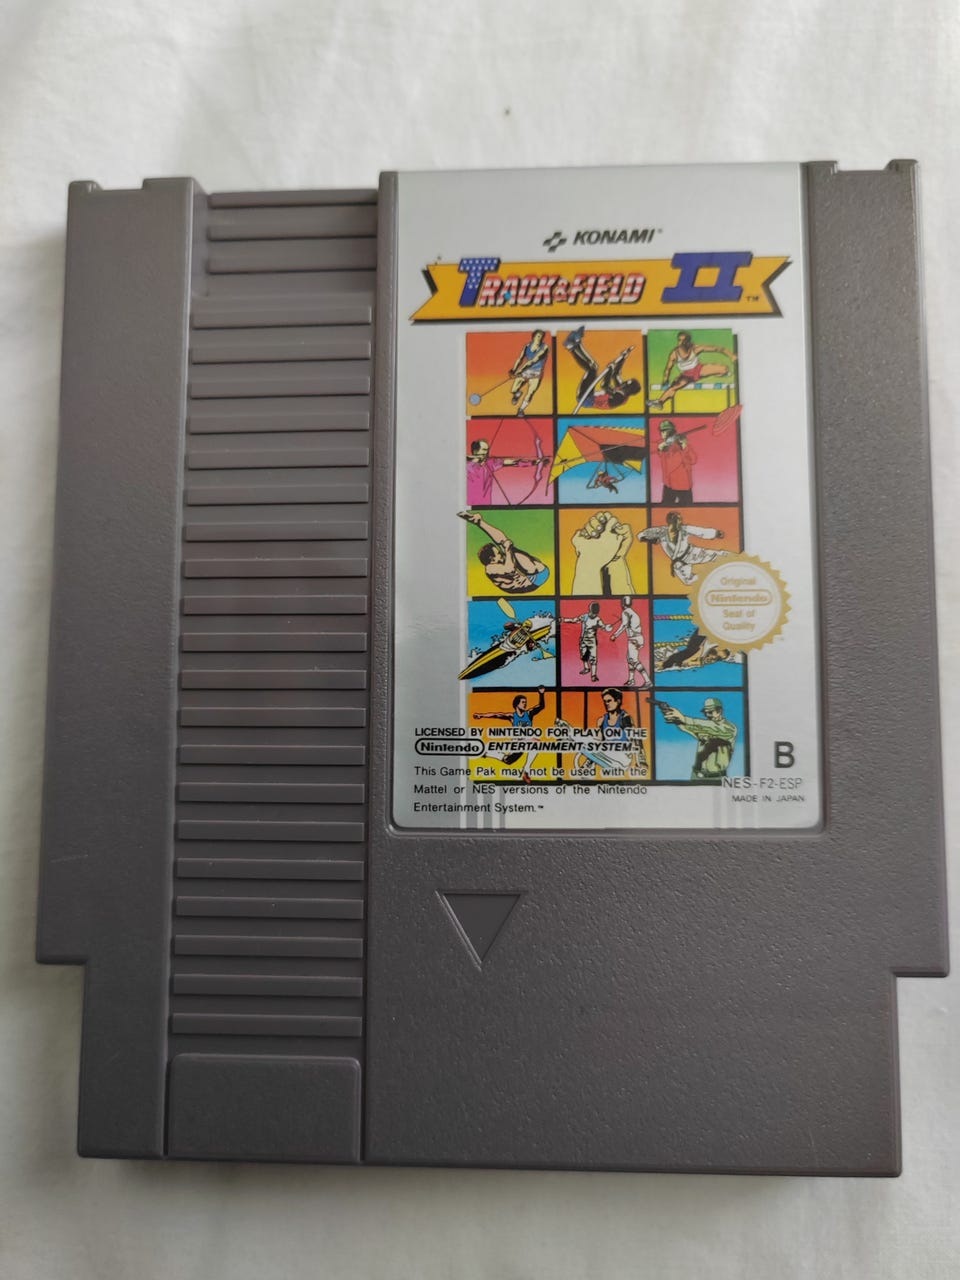 KONAMI®
TRACK & FIELD II™
Original
Nintendo
Seal of
Quality
LICENSED BY NINTENDO FOR PLAY ON THE
Nintendo ENTERTAINMENT SYSTEM™
This Game Pak may not be used with the
Mattel or NES versions of the Nintendo
Entertainment System.™
B
NES-F2-ESP
MADE IN JAPAN